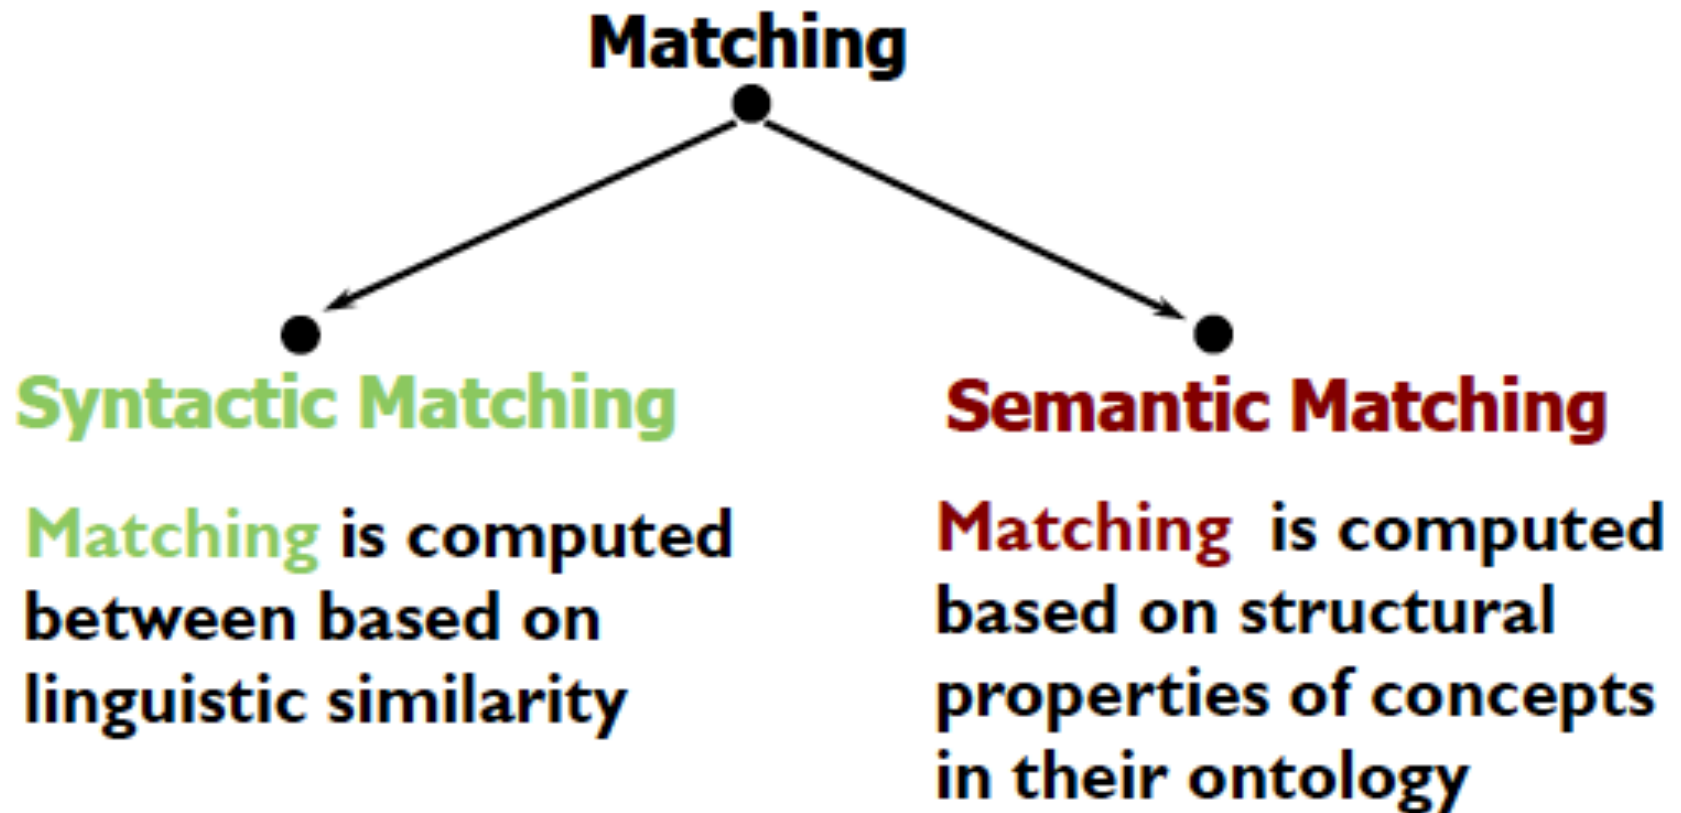 Matching
Syntactic Matching
Matching is computed
between based on
linguistic similarity
Semantic Matching
Matching is computed
based on structural
properties of concepts
in their ontology